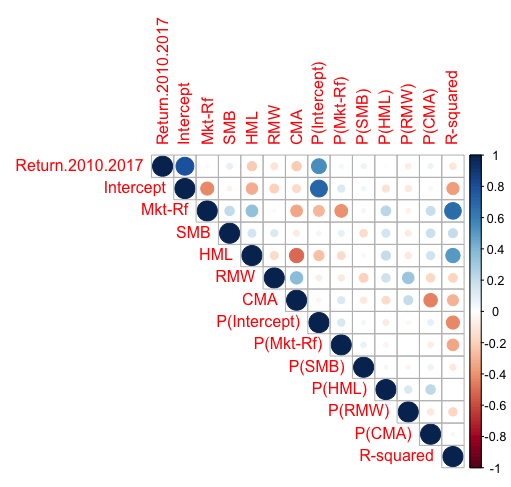 Return.2010.2017
Intercept
Mkt-Rf
SMB
HML
RMW
CMA
P(Intercept)
P(Mkt-Rf)
P(SMB)
P(HML)
P(RMW)
P(CMA)
R-squared
Return.2010.2017
Intercept
Mkt-Rf
SMB
HML
RMW
CMA
P(Intercept)
P(Mkt-Rf)
P(SMB)
P(HML)
P(RMW)
P(CMA)
R-squared
1
0.8
0.6
0.4
0.2
0
-0.2
-0.4
-0.6
-0.8
-1